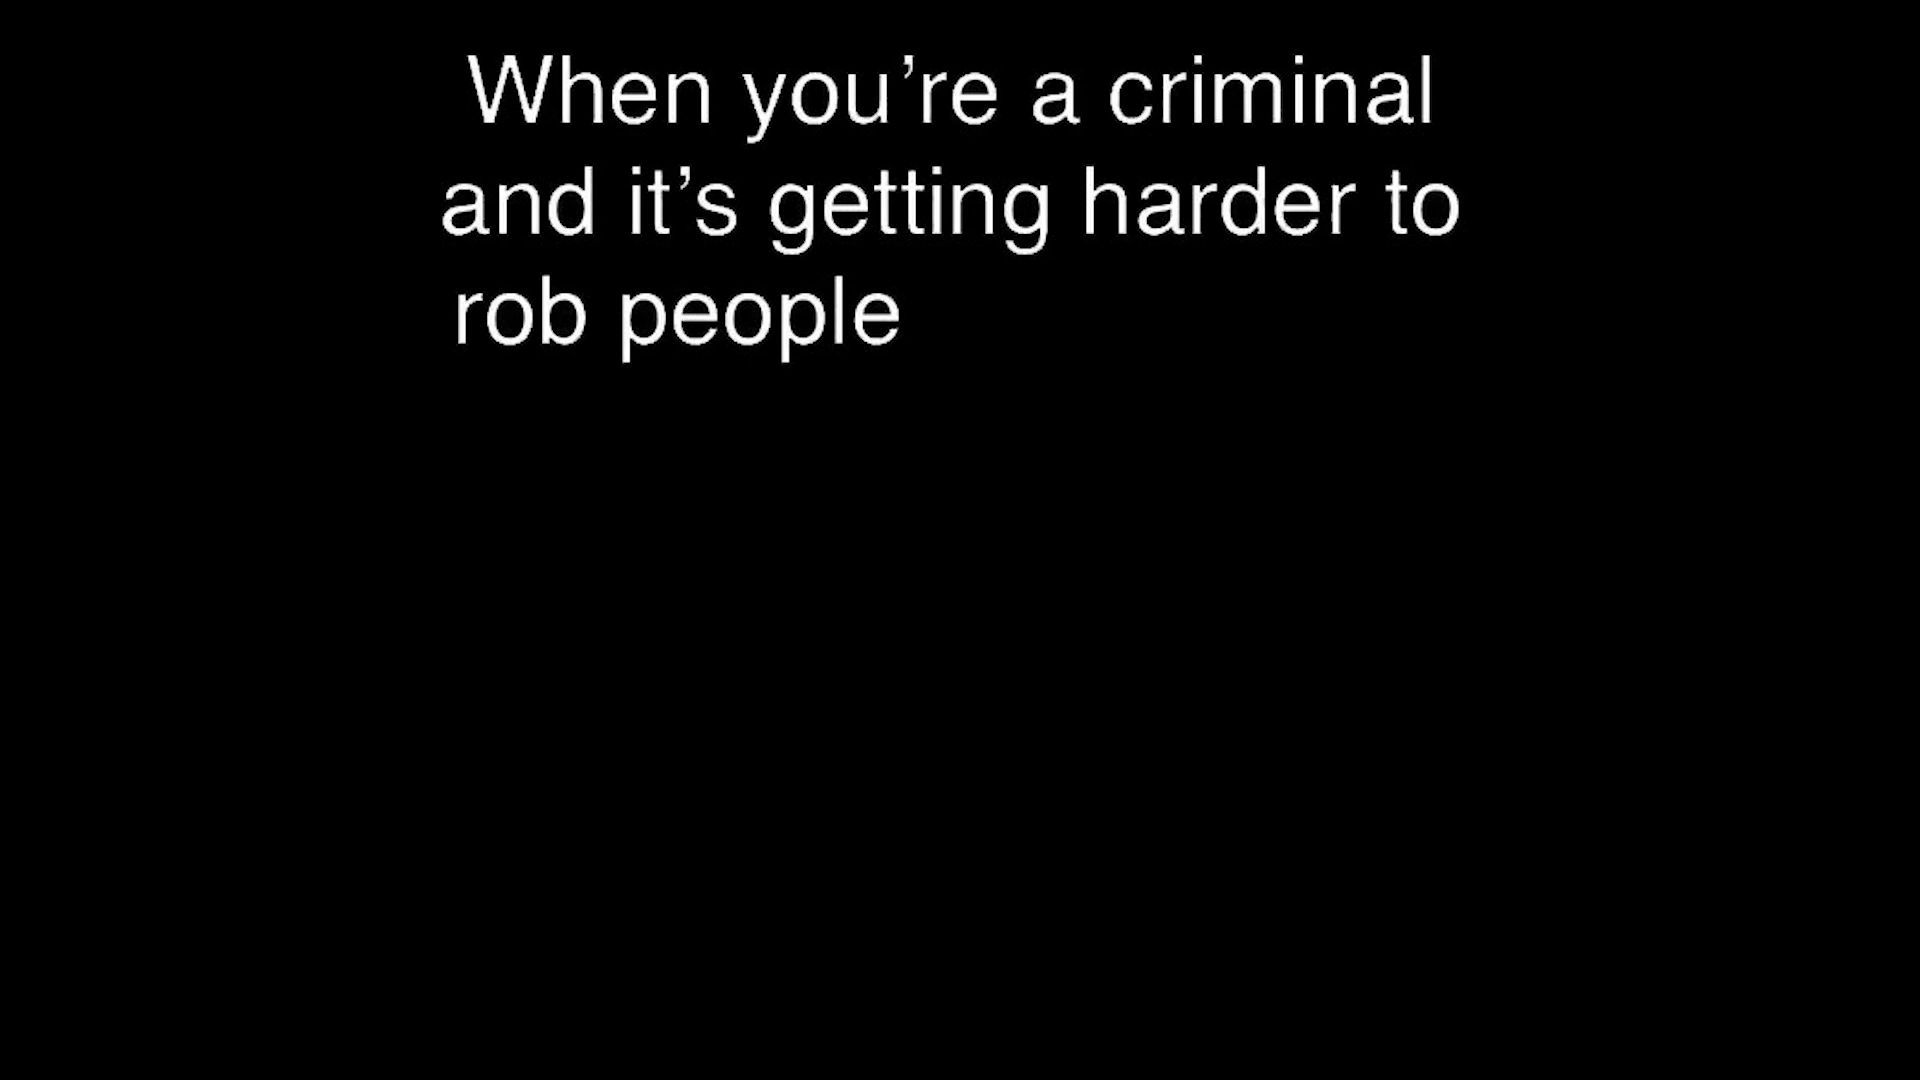 When you’re a criminal
and it’s getting harder to
rob people